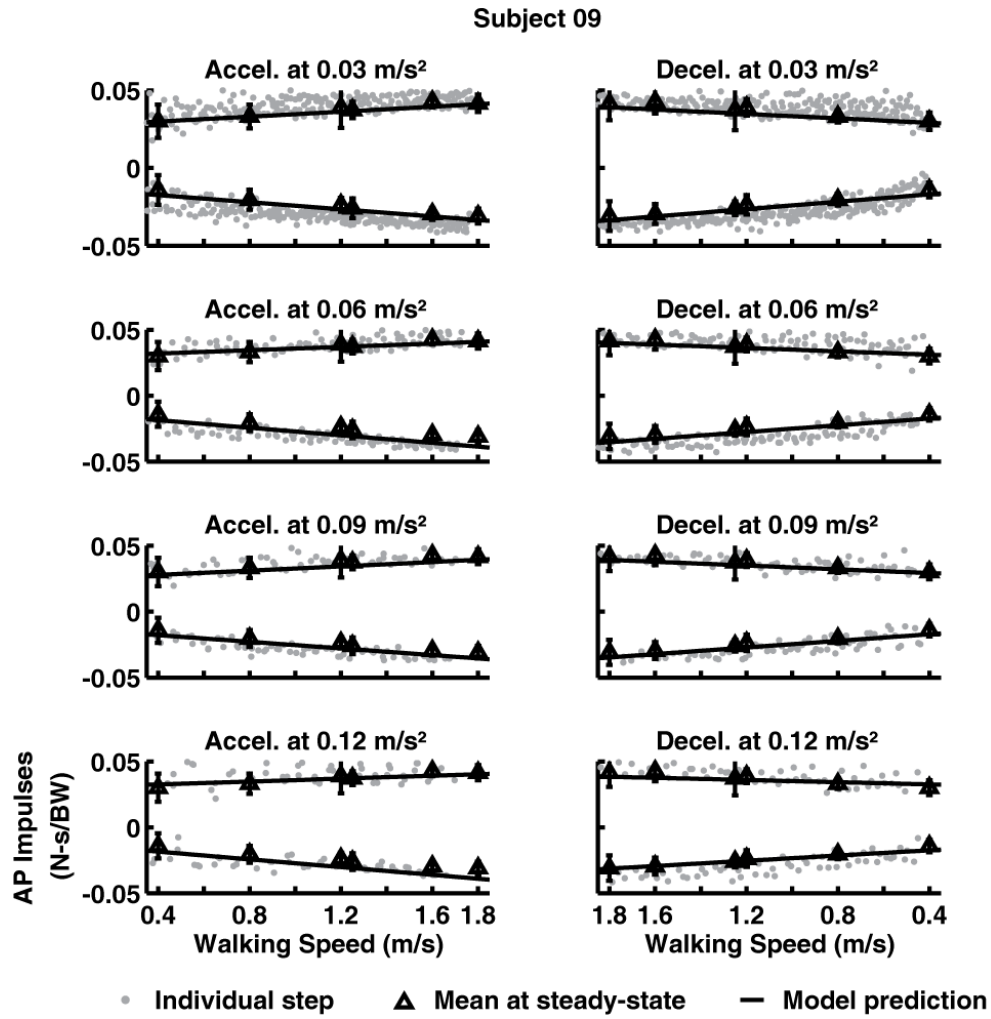 Subject 09
Accel. at 0.03 m/s²
Decel. at 0.03 m/s²
0.05
0
-0.05
Accel. at 0.06 m/s²
Decel. at 0.06 m/s²
0.05
0
-0.05
Accel. at 0.09 m/s²
Decel. at 0.09 m/s²
0.05
0
-0.05
Accel. at 0.12 m/s²
Decel. at 0.12 m/s²
AP Impulses
(N-s/BW)
0.05
0
-0.05
0.4 0.8 1.2 1.6 1.8
1.8 1.6 1.2 0.8 0.4
Walking Speed (m/s)
Walking Speed (m/s)
Individual step
Mean at steady-state
Model prediction